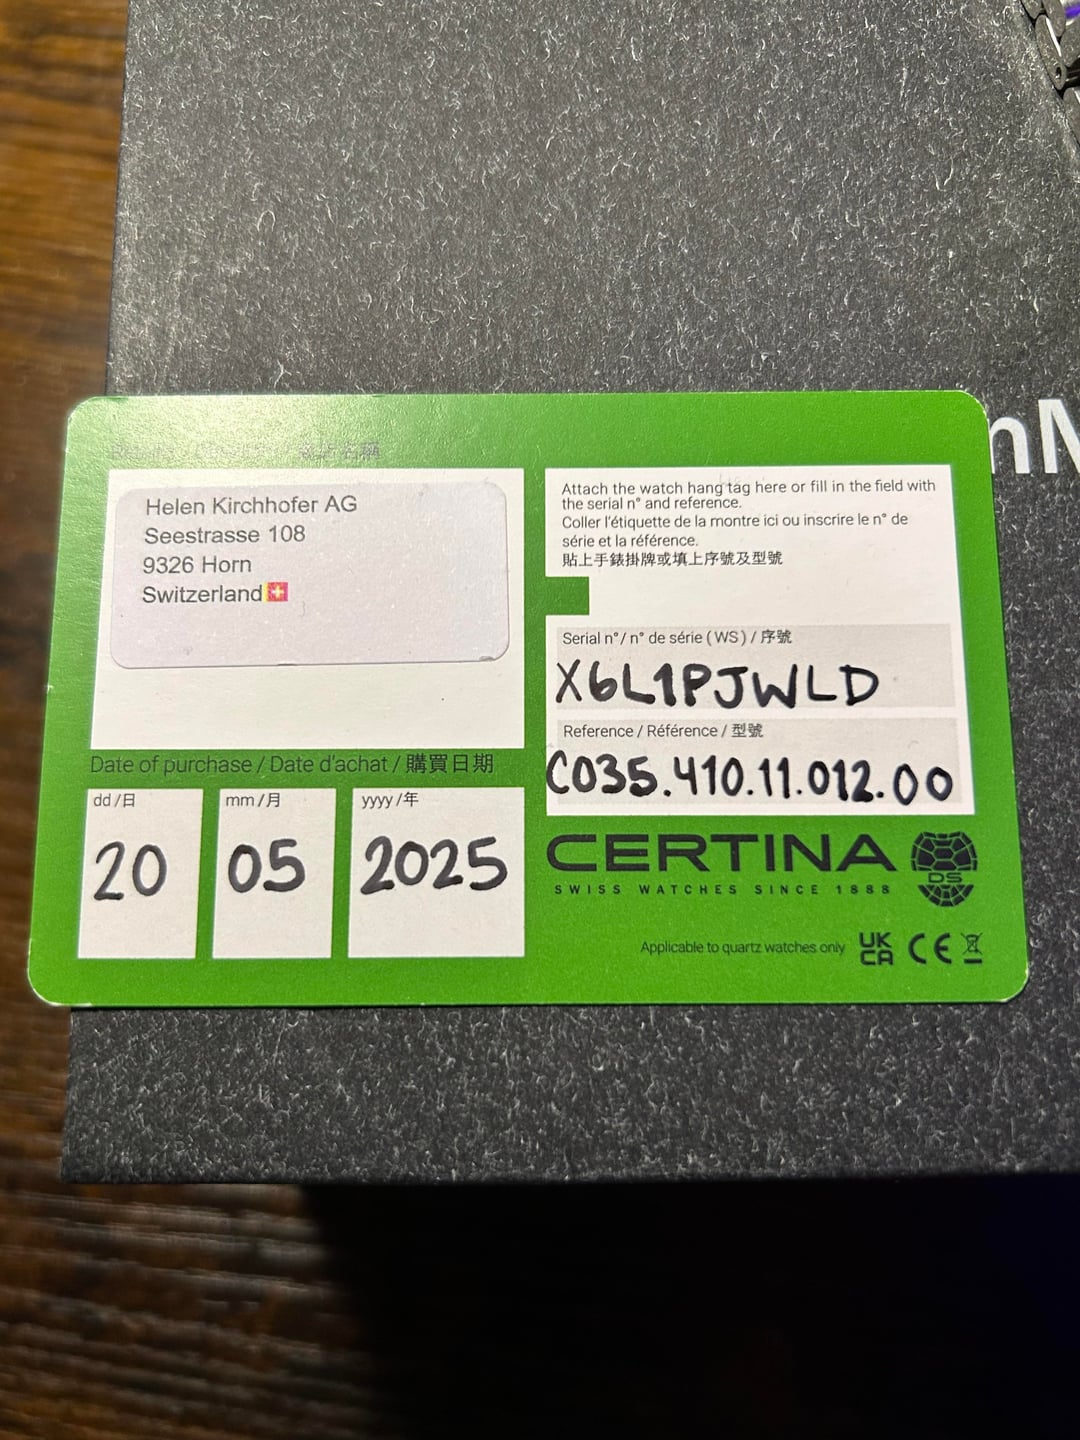 Helen Kirchhofer AG
Seestrasse 108
9326 Horn
Switzerland
Date of purchase / Date d'achat / 購買日期
dd / 日
mm / 月
yyyy / 年
20
05
2025
Attach the watch hang tag here or fill in the field with
the serial n° and reference.
Coller l'étiquette de la montre ici ou inscrire le n° de
série et la référence.
貼上手錶掛牌或填上序號及型號
Serial n° / n° de série ( WS ) / 序號
X6L1PJWLD
Reference / Référence / 型號
C035.410.11.012.00
CERTINA
DS
SWISS WATCHES SINCE 1888
Applicable to quartz watches only
UK
CA
CE
nM